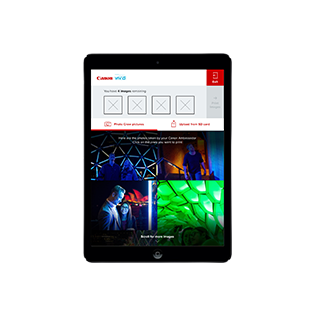 Canon vivid
Exit
You have 4 images remaining
Photo Crew pictures
Upload from SD card
Here are the photos taken by your Canon Ambassador
Click on the ones you want to print
Scroll for more images